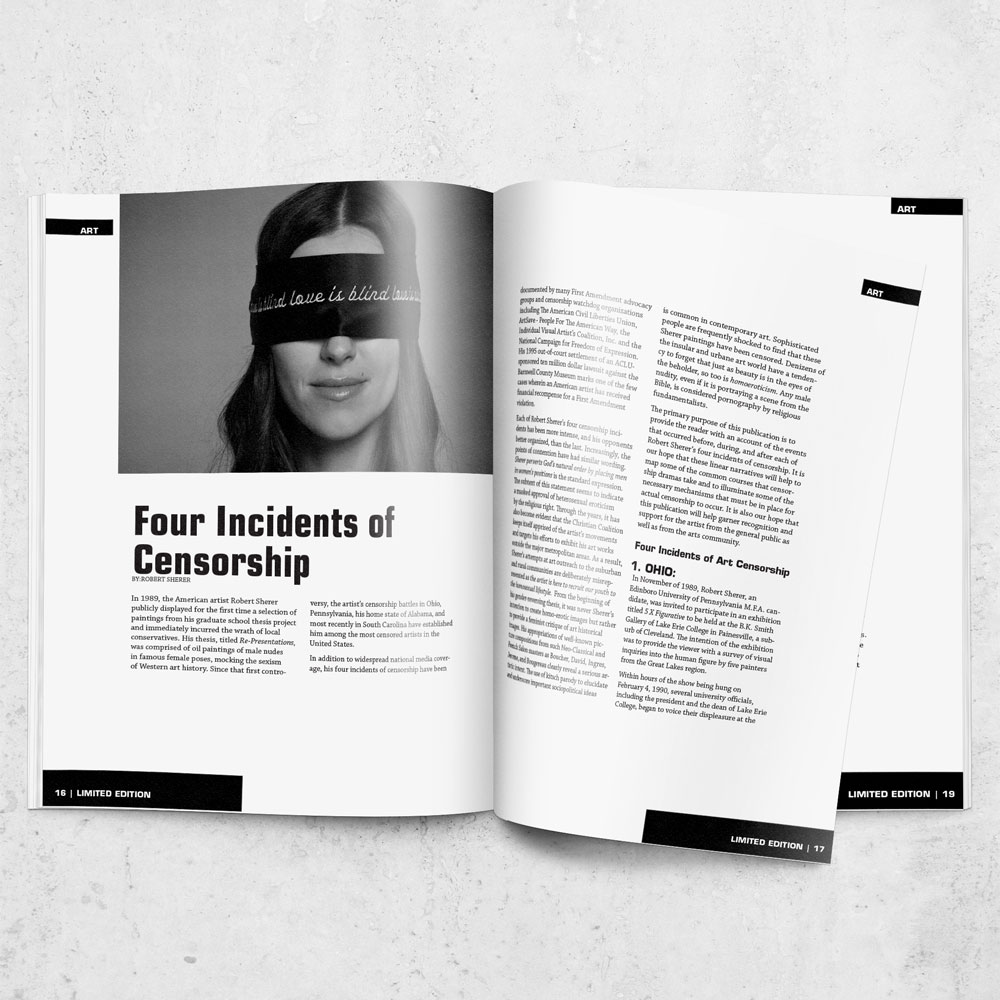 ART
love is blind
Four Incidents of
Censorship
BY:ROBERT SHERER
In 1989, the American artist Robert Sherer
publicly displayed for the first time a selection of
paintings from his graduate school thesis project
and immediately incurred the wrath of local
conservatives. His thesis, titled Re-Presentations,
was comprised of oil paintings of male nudes
in famous female poses, mocking the sexism
of Western art history. Since that first contro-
versy, the artist's censorship battles in Ohio,
Pennsylvania, his home state of Alabama, and
most recently in South Carolina have established
him among the most censored artists in the
United States.
In addition to widespread national media cover-
age, his four incidents of censorship have been
16 | LIMITED EDITION
documented by many First Amendment advocacy
groups and censorship watchdog organizations
including The American Civil Liberties Union,
ArtSave - People For The American Way, the
Individual Visual Artist's Coalition, Inc. and the
National Campaign for Freedom of Expression.
His 1995 out-of-court settlement of an ACLU-
sponsored ten million dollar lawsuit against the
Barnwell County Museum marks one of the few
cases wherein an American artist has received
financial recompense for a First Amendment
violation.
Each of Robert Sherer's four censorship inci-
dents has been more intense, and his opponents
better organized, than the last. Increasingly, the
points of contention have had similar wording.
Sherer perverts God's natural order by placing men
in women's positions is the standard expression.
The subtext of this statement seems to indicate
a masked approval of heterosexual eroticism
by the religious right. Through the years, it has
also become evident that the Christian Coalition
keeps itself apprised of the artist's movements
and targets his efforts to exhibit his art works
outside the major metropolitan areas. As a result,
Sherer's attempts at art outreach to the suburban
and rural communities are deliberately misrep-
resented as the artist is here to recruit our youth to
the homosexual lifestyle. From the beginning of
his gender reversing thesis, it was never Sherer's
intention to create homo-erotic images but rather
to provide a feminist critique of art historical
images. His appropriations of well-known pic-
ture compositions from such Neo-Classical and
French Salon masters as Boucher, David, Ingres,
Gerome, and Bougereau clearly reveal a serious ar-
tistic intent. The use of kitsch parody to elucidate
and underscore important sociopolitical ideas
is common in contemporary art. Sophisticated
people are frequently shocked to find that these
Sherer paintings have been censored. Denizens of
the insular and urbane art world have a tenden-
cy to forget that just as beauty is in the eyes of
the beholder, so too is homoeroticism. Any male
nudity, even if it is portraying a scene from the
Bible, is considered pornography by religious
fundamentalists.
The primary purpose of this publication is to
provide the reader with an account of the events
that occurred before, during, and after each of
Robert Sherer's four incidents of censorship. It is
our hope that these linear narratives will help to
map some of the common courses that censor-
ship dramas take and to illuminate some of the
necessary mechanisms that must be in place for
actual censorship to occur. It is also our hope that
this publication will help garner recognition and
support for the artist from the general public as
well as from the arts community.
Four Incidents of Art Censorship
1. OHIO:
In November of 1989, Robert Sherer, an
Edinboro University of Pennsylvania M.F.A. can-
didate, was invited to participate in an exhibition
titled 5 X Figurative to be held at the B.K. Smith
Gallery of Lake Erie College in Painesville, a sub-
urb of Cleveland. The intention of the exhibition
was to provide the viewer with a survey of visual
inquiries into the human figure by five painters
from the Great Lakes region.
Within hours of the show being hung on
February 4, 1990, several university officials,
including the president and the dean of Lake Erie
College, began to voice their displeasure at the
ART
LIMITED EDITION | 17
ART
LIMITED EDITION | 19